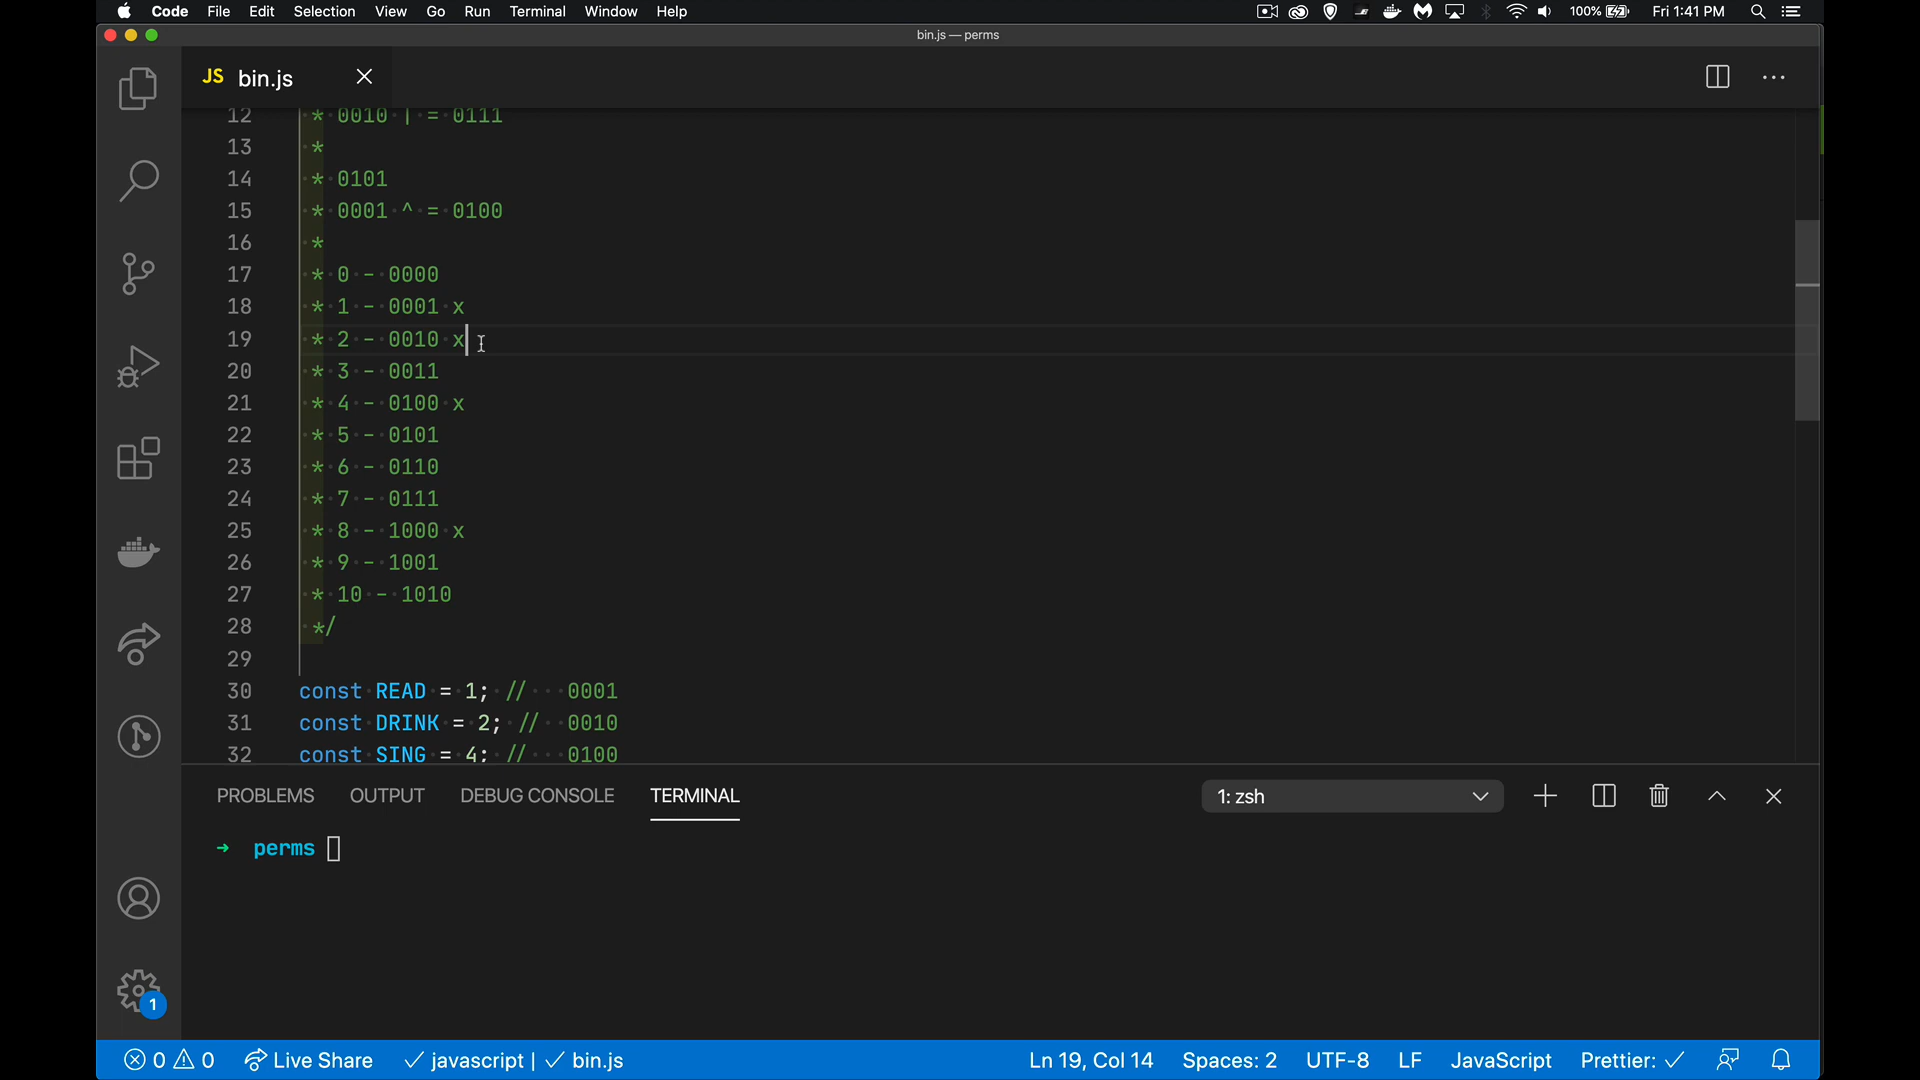 Code File Edit Selection View Go Run Terminal Window Help 100% Fri 1:41 PM
bin.js — perms
JS bin.js
12 * 0010 | = 0111
13 *
14 * 0101
15 * 0001 ^ = 0100
16 *
17 * 0 - 0000
18 * 1 - 0001 x
19 * 2 - 0010 x
20 * 3 - 0011
21 * 4 - 0100 x
22 * 5 - 0101
23 * 6 - 0110
24 * 7 - 0111
25 * 8 - 1000 x
26 * 9 - 1001
27 * 10 - 1010
28 */
29
30 const READ = 1; // 0001
31 const DRINK = 2; // 0010
32 const SING = 4; // 0100
PROBLEMS OUTPUT DEBUG CONSOLE TERMINAL 1: zsh
➜ perms
1
0 0 Live Share ✓ javascript | ✓ bin.js Ln 19, Col 14 Spaces: 2 UTF-8 LF JavaScript Prettier: ✓